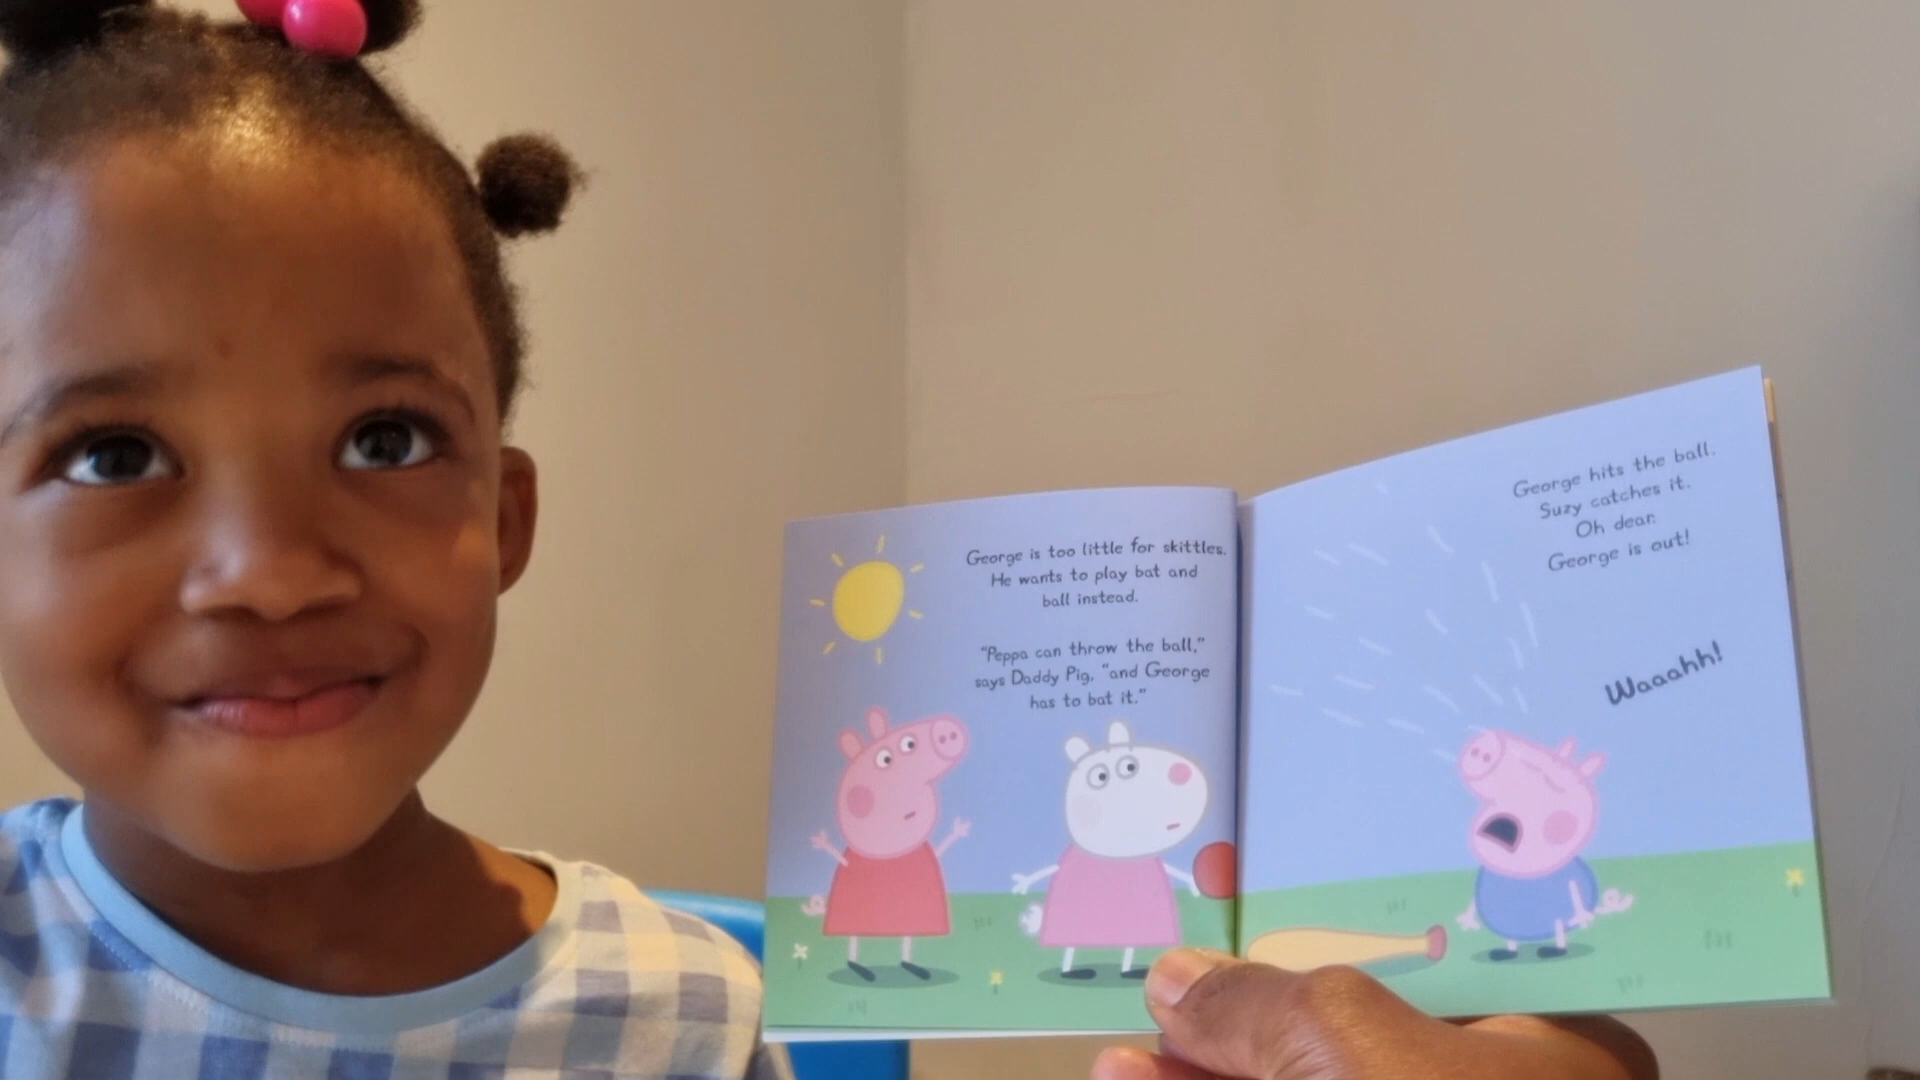 George is too little for skittles.
He wants to play bat and
ball instead.
“Peppa can throw the ball,”
says Daddy Pig, “and George
has to bat it.”
George hits the ball.
Suzy catches it.
Oh dear.
George is out!
Waaahh!